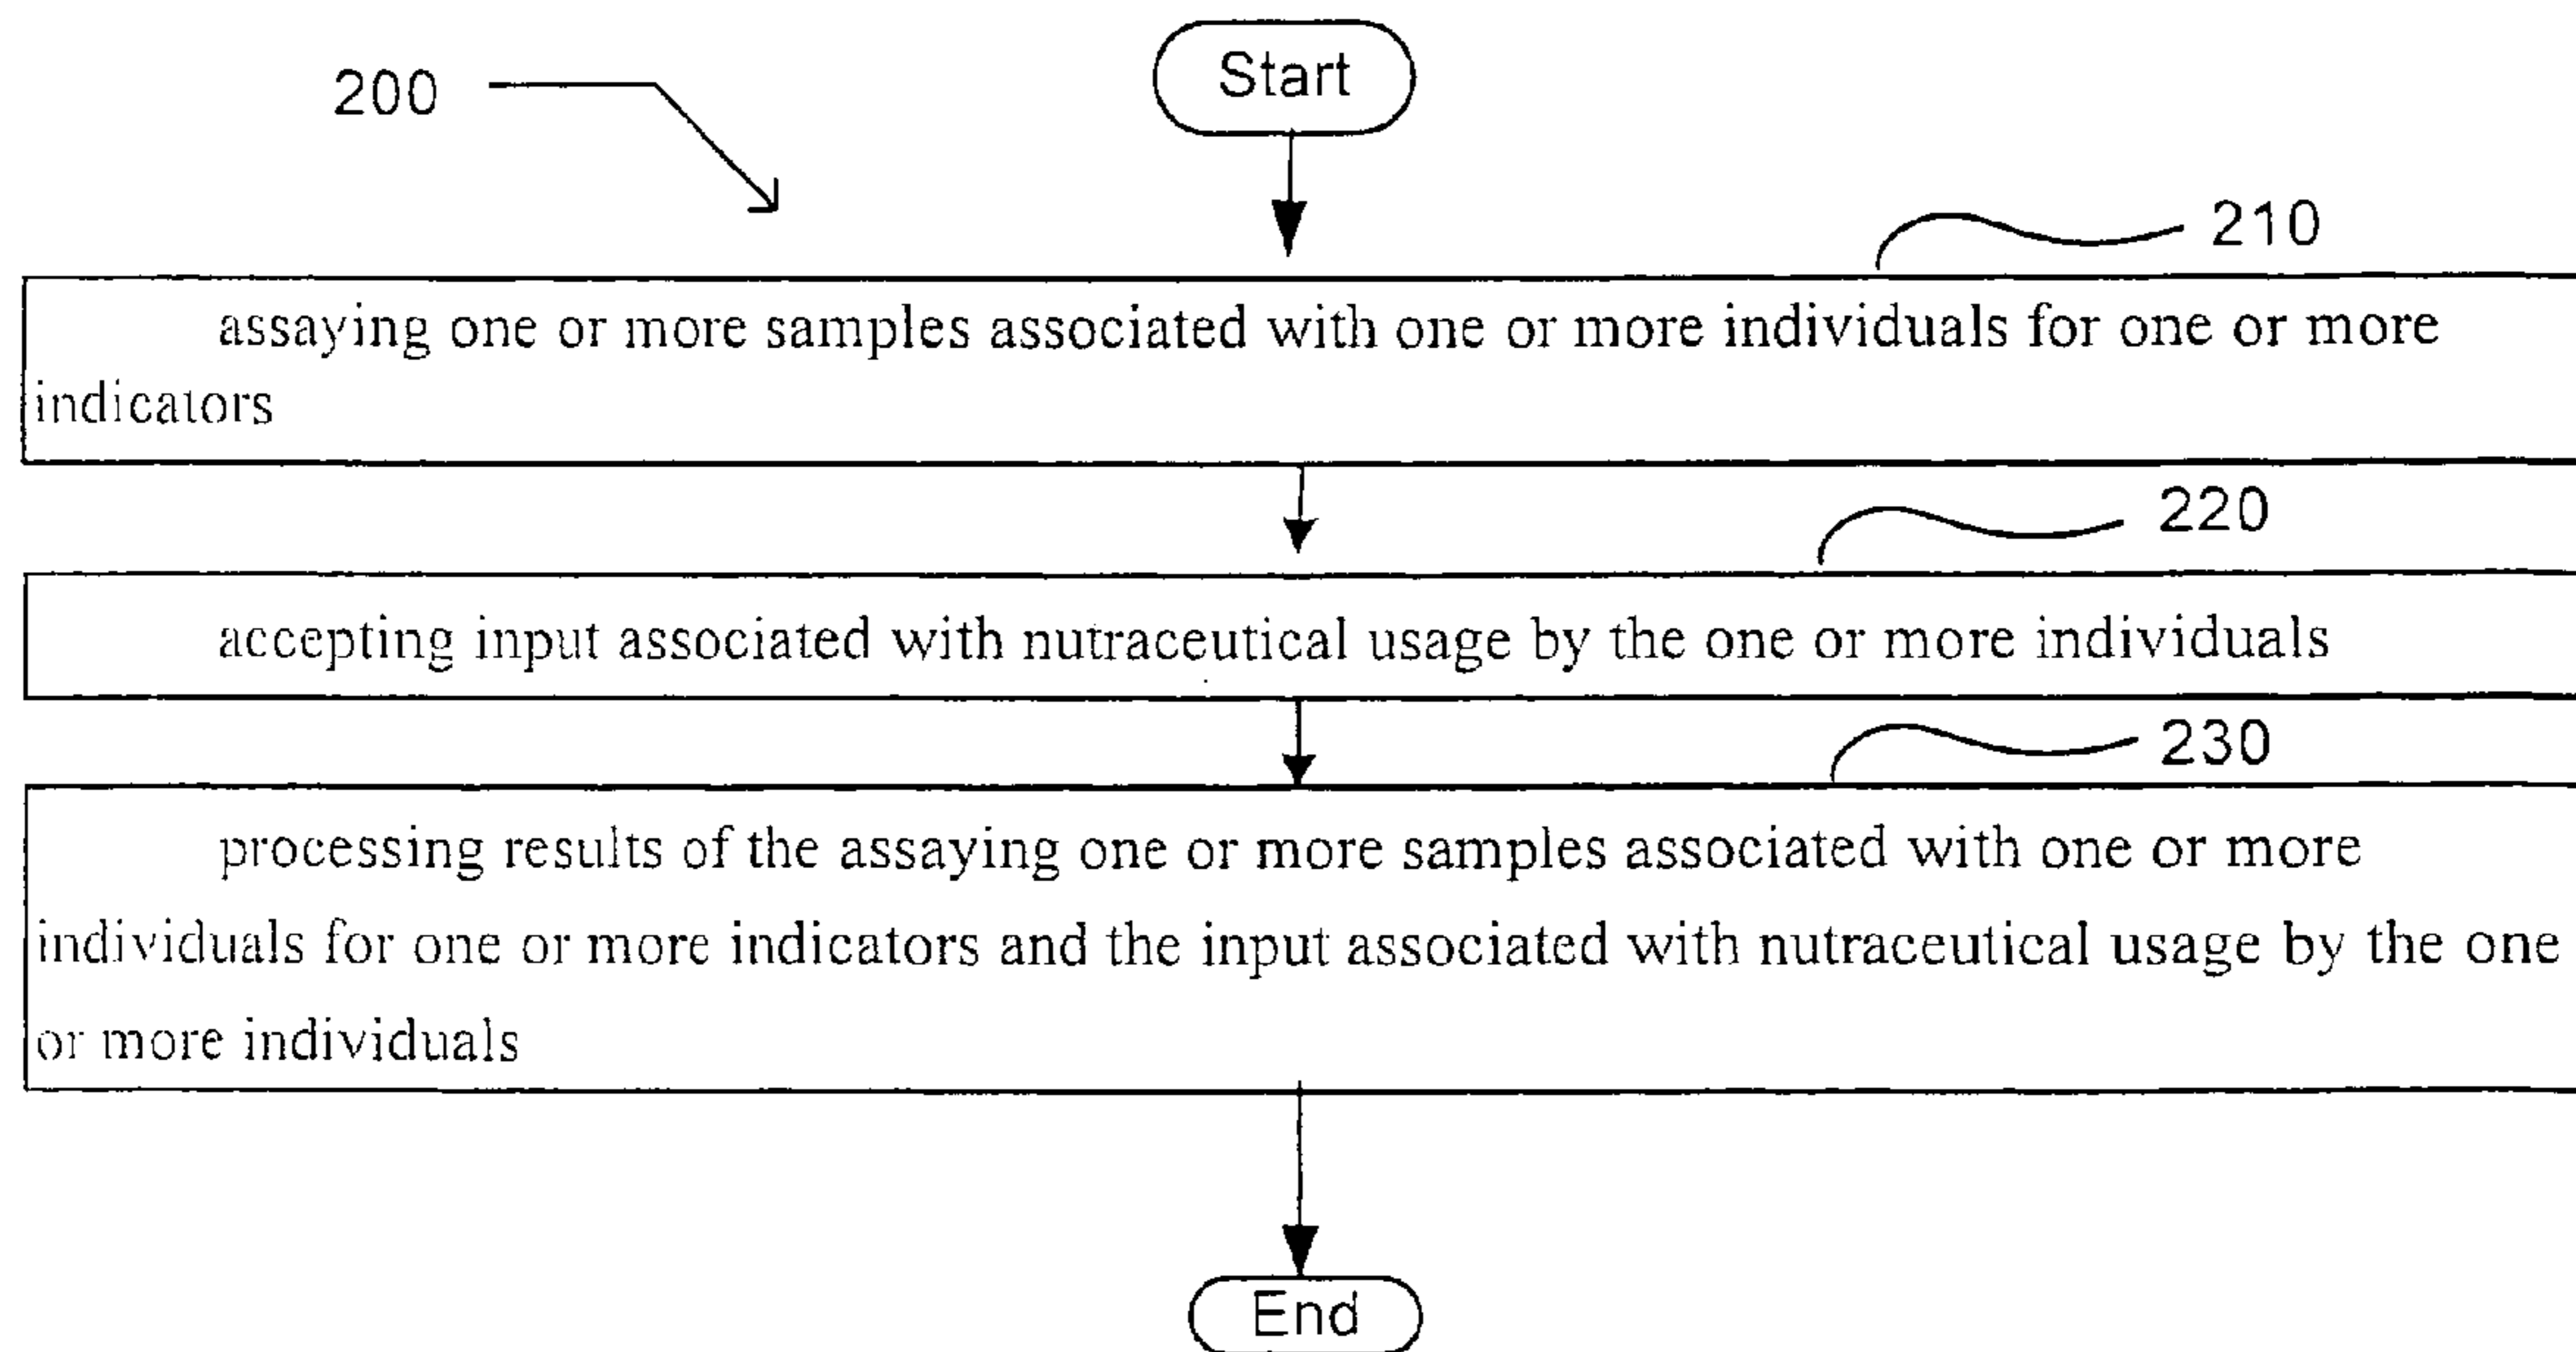 Start
200
210
assaying one or more samples associated with one or more individuals for one or more
indicators
220
accepting input associated with nutraceutical usage by the one or more individuals
230
processing results of the assaying one or more samples associated with one or more
individuals for one or more indicators and the input associated with nutraceutical usage by the one
or more individuals
End